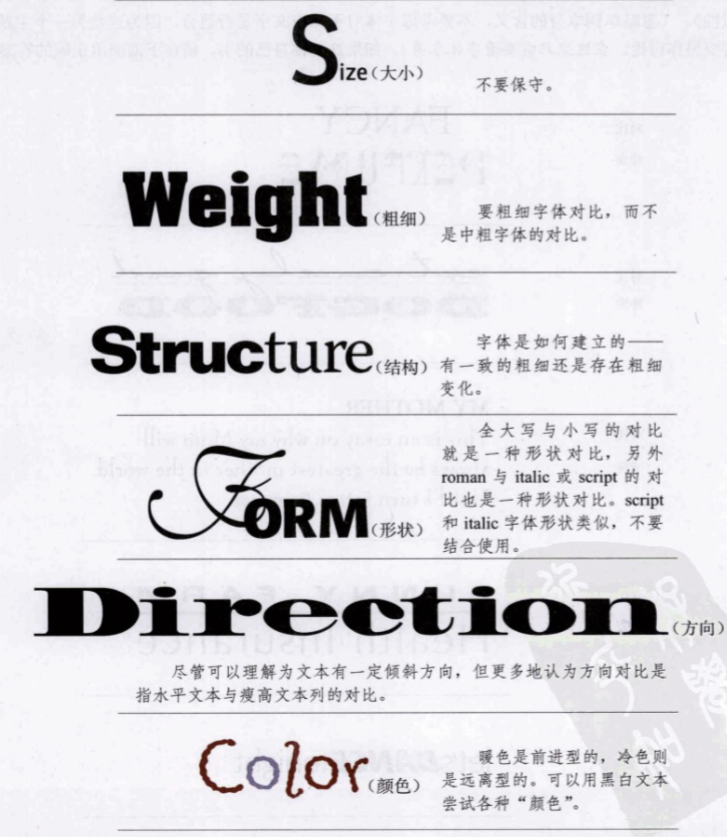 Size(大小)
不要保守。
Weight(粗细)
要粗细字体对比，而不
是中粗字体的对比。
Structure(结构)
字体是如何建立的——
有一致的粗细还是存在粗细
变化。
FORM(形状)
全大写与小写的对比
就是一种形状对比，另外
roman 与 italic 或 script 的对
比也是一种形状对比。script
和 italic 字体形状类似，不要
结合使用。
Direction(方向)
尽管可以理解为文本有一定倾斜方向，但更多地认为方向对比是
指水平文本与瘦高文本列的对比。
Color(颜色)
暖色是前进型的，冷色则
是远离型的。可以用黑白文本
尝试各种“颜色”。